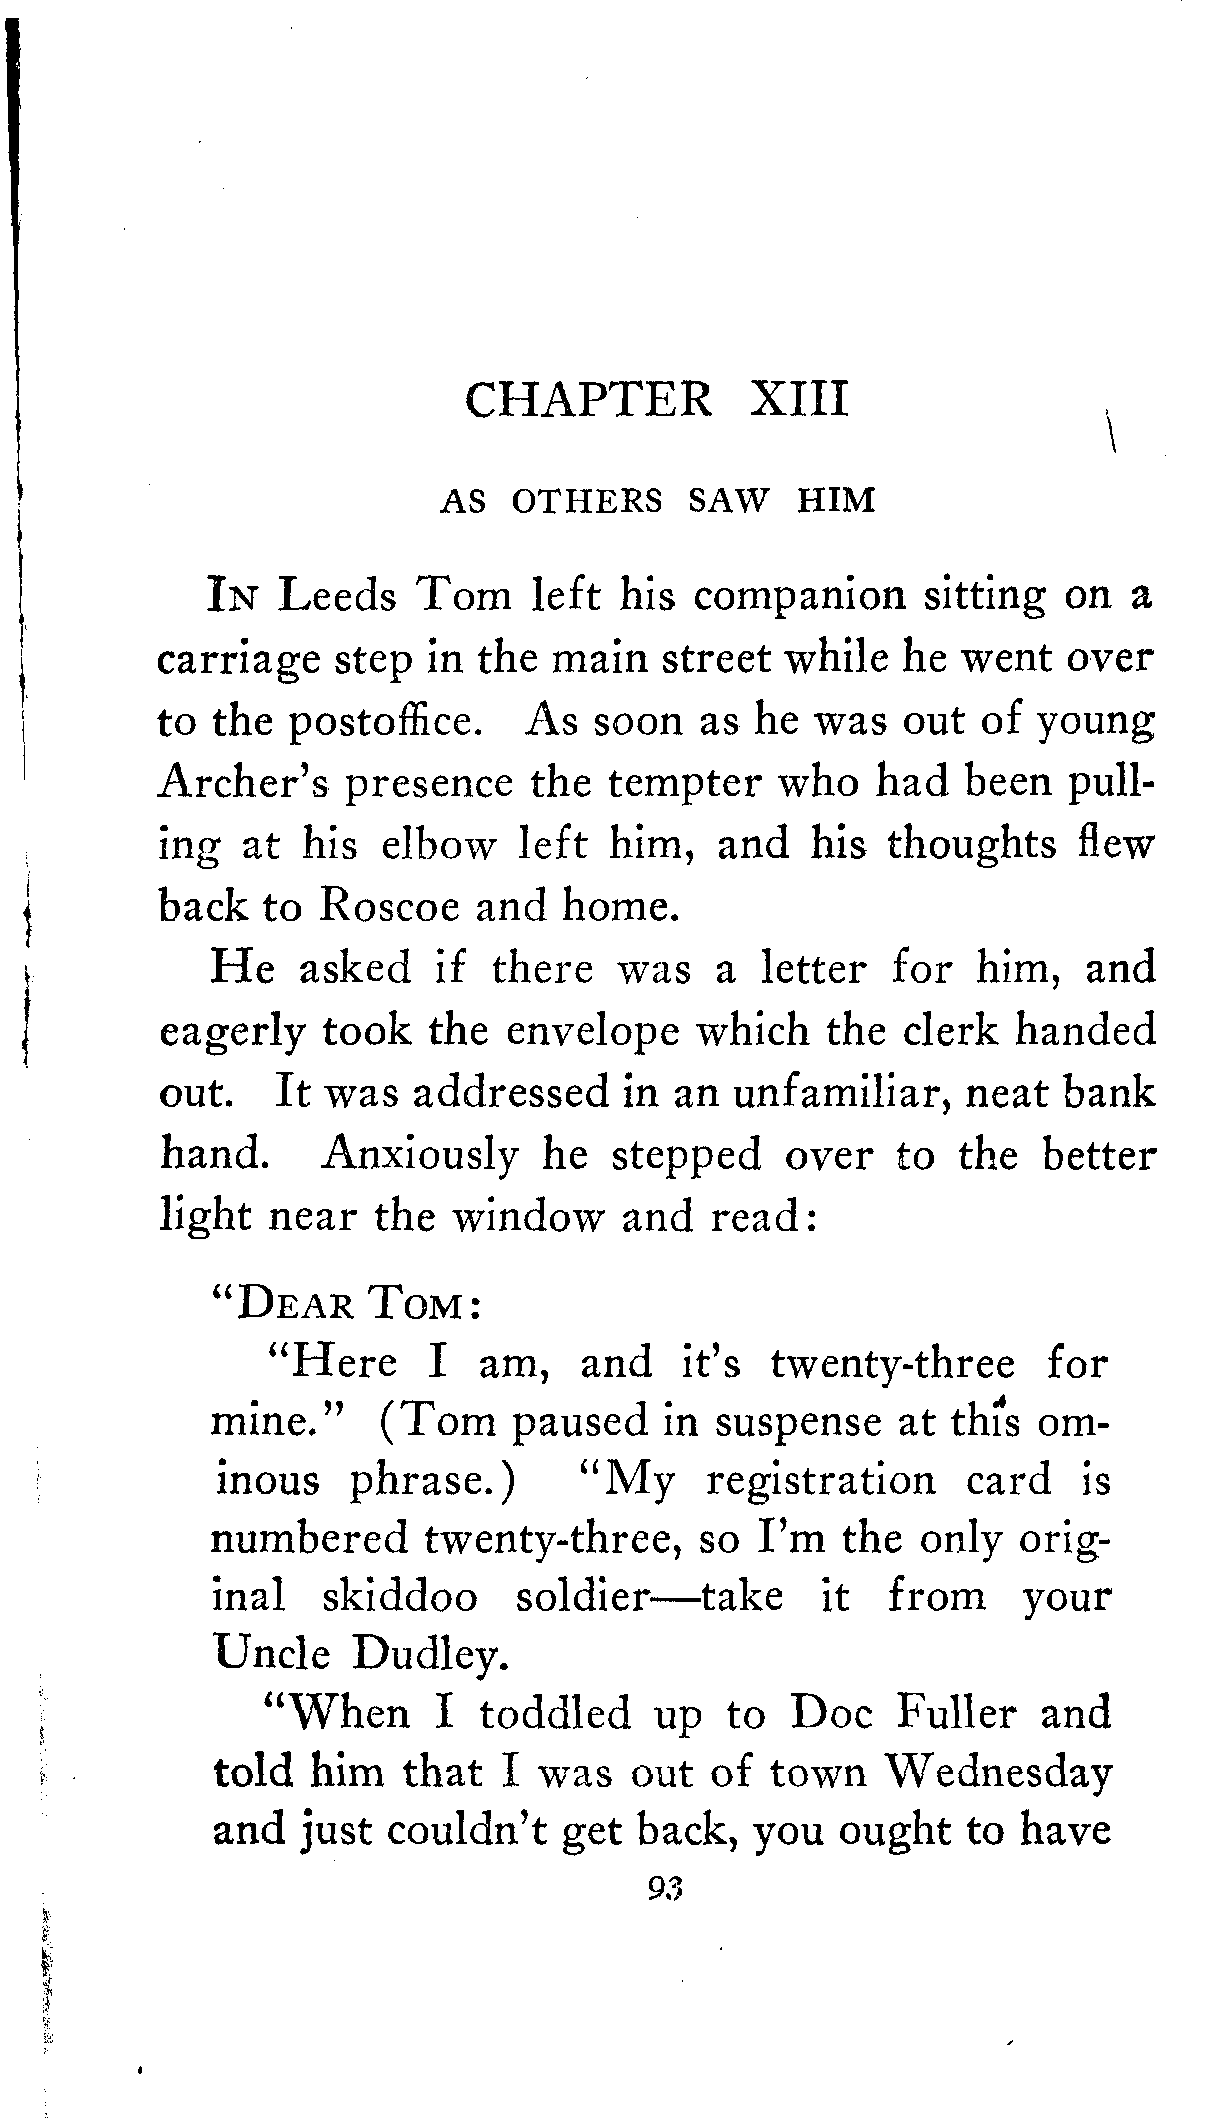 CHAPTER XIII
AS OTHERS SAW HIM
IN Leeds Tom left his companion sitting on a
carriage step in the main street while he went over
to the postoffice. As soon as he was out of young
Archer's presence the tempter who had been pull-
ing at his elbow left him, and his thoughts flew
back to Roscoe and home.
He asked if there was a letter for him, and
eagerly took the envelope which the clerk handed
out. It was addressed in an unfamiliar, neat bank
hand. Anxiously he stepped over to the better
light near the window and read:
"DEAR TOM:
"Here I am, and it's twenty-three for
mine." (Tom paused in suspense at this om-
inous phrase.) "My registration card is
numbered twenty-three, so I'm the only orig-
inal skiddoo soldier—take it from your
Uncle Dudley.
"When I toddled up to Doc Fuller and
told him that I was out of town Wednesday
and just couldn't get back, you ought to have
93